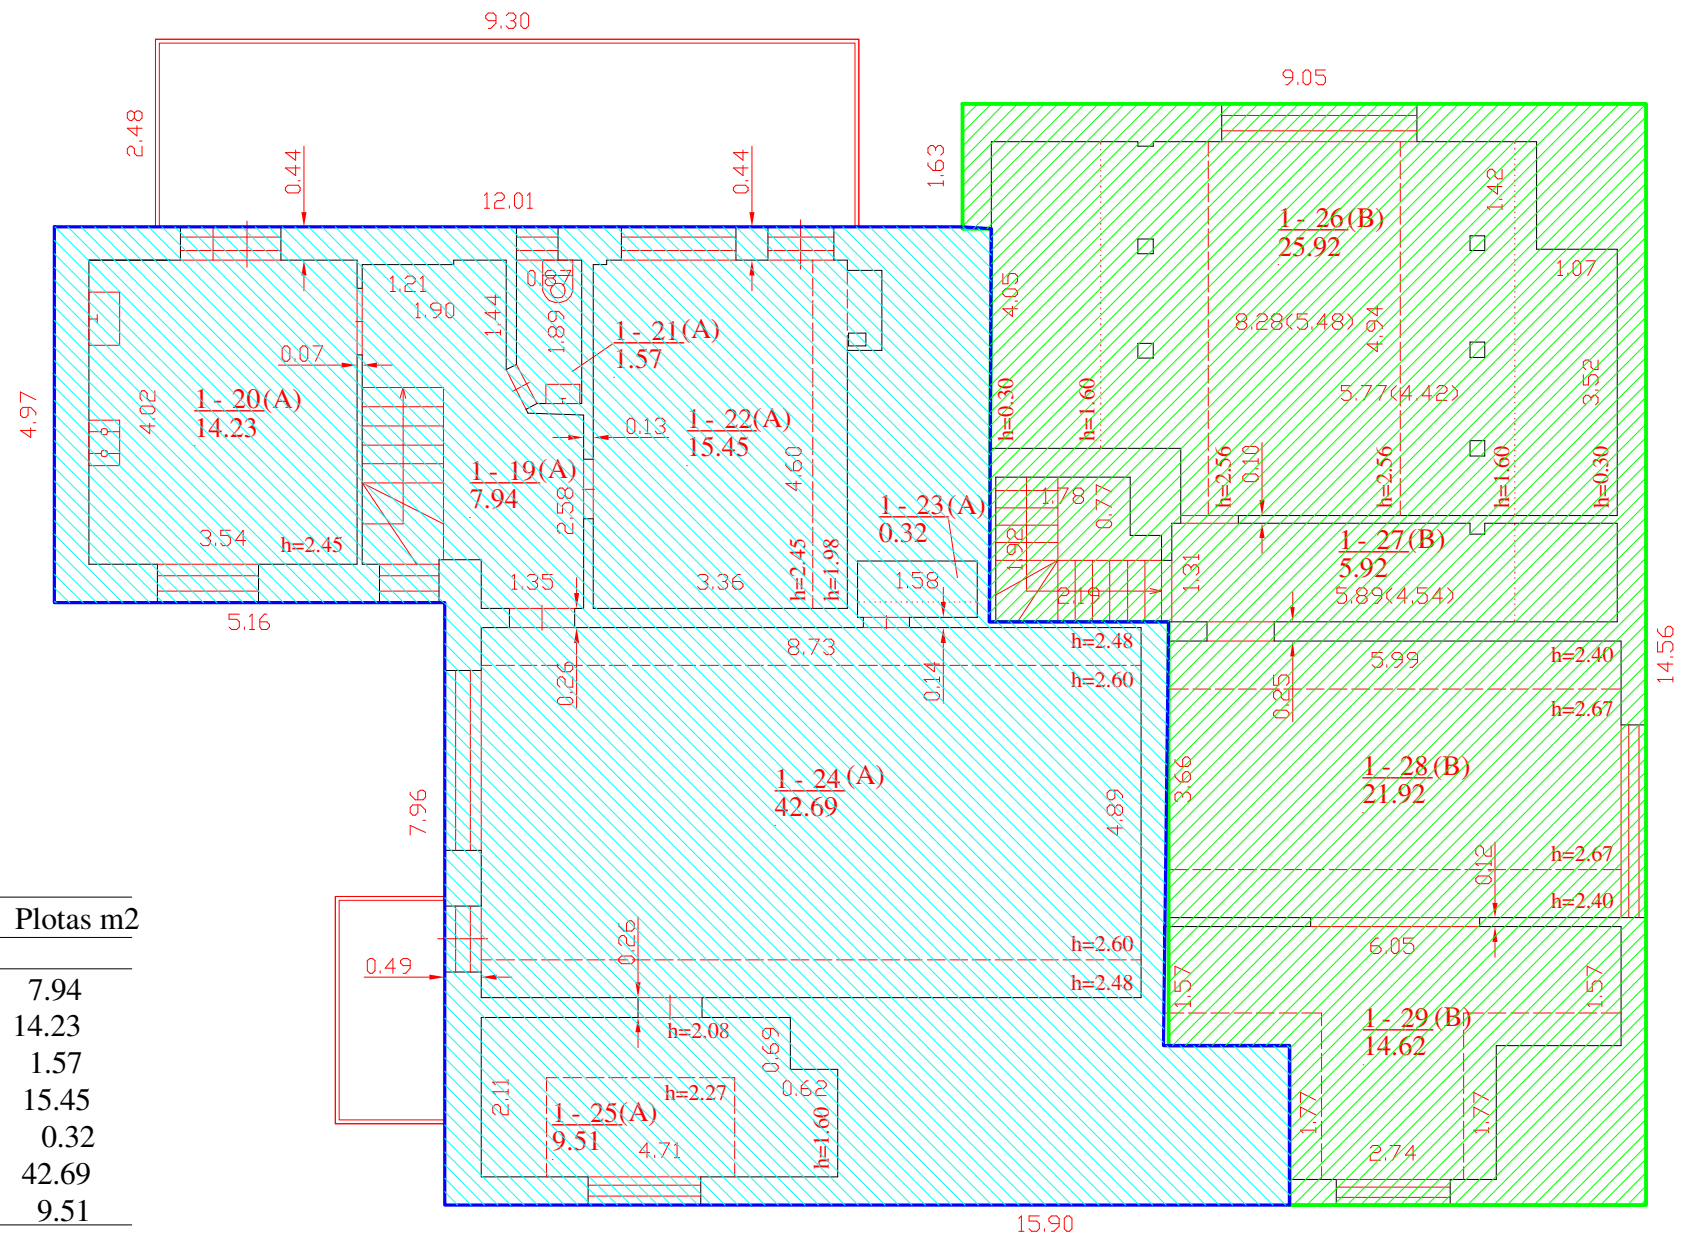 9.30
9.05
2.48
0.44
0.44
1.63
12.01
1.42
1 - 26(B)
25.92
1.07
1.21
1.90
1.44
0.87
1.89
1 - 21(A)
1.57
4.05
8.28(5.48)
4.94
0.07
4.97
4.02
1 - 20(A)
14.23
0.13
1 - 22(A)
15.45
h=0.30
h=1.60
5.77(4.42)
3.52
1 - 19(A)
7.94
2.58
4.60
h=2.56
0.10
h=2.56
h=1.60
h=0.30
1 - 23(A)
0.32
1.78
0.77
3.54
h=2.45
1.92
1 - 27(B)
5.92
1.35
3.36
h=2.45
h=1.98
1.58
2.19
1.31
5.89(4.54)
5.16
8.73
h=2.48
5.99
h=2.40
14.56
0.26
0.14
h=2.60
0.25
h=2.67
1 - 24 (A)
42.69
7.96
4.89
3.66
1 - 28(B)
21.92
h=2.67
0.12
h=2.40
Plotas m2
0.26
h=2.60
6.05
0.49
h=2.48
1.57
1.57
7.94
14.23
1.57
15.45
0.32
42.69
9.51
h=2.08
0.69
1 - 29(B)
14.62
2.11
h=2.27
0.62
1 - 25(A)
9.51
4.71
h=1.60
1.77
1.77
2.74
15.90